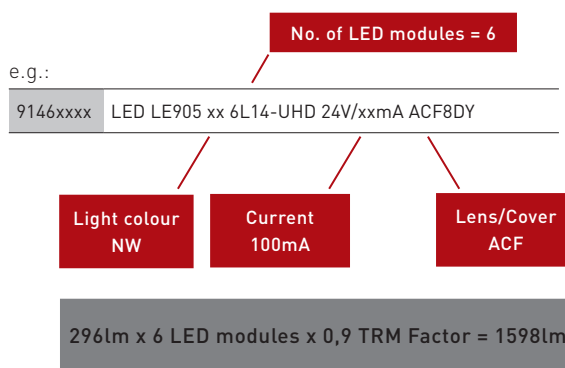 No. of LED modules = 6
e.g.:
9146xxxx LED LE905 xx 6L14-UHD 24V/xxmA ACF8DY
Light colour
NW
Current
100mA
Lens/Cover
ACF
296lm x 6 LED modules x 0,9 TRM Factor = 1598lm